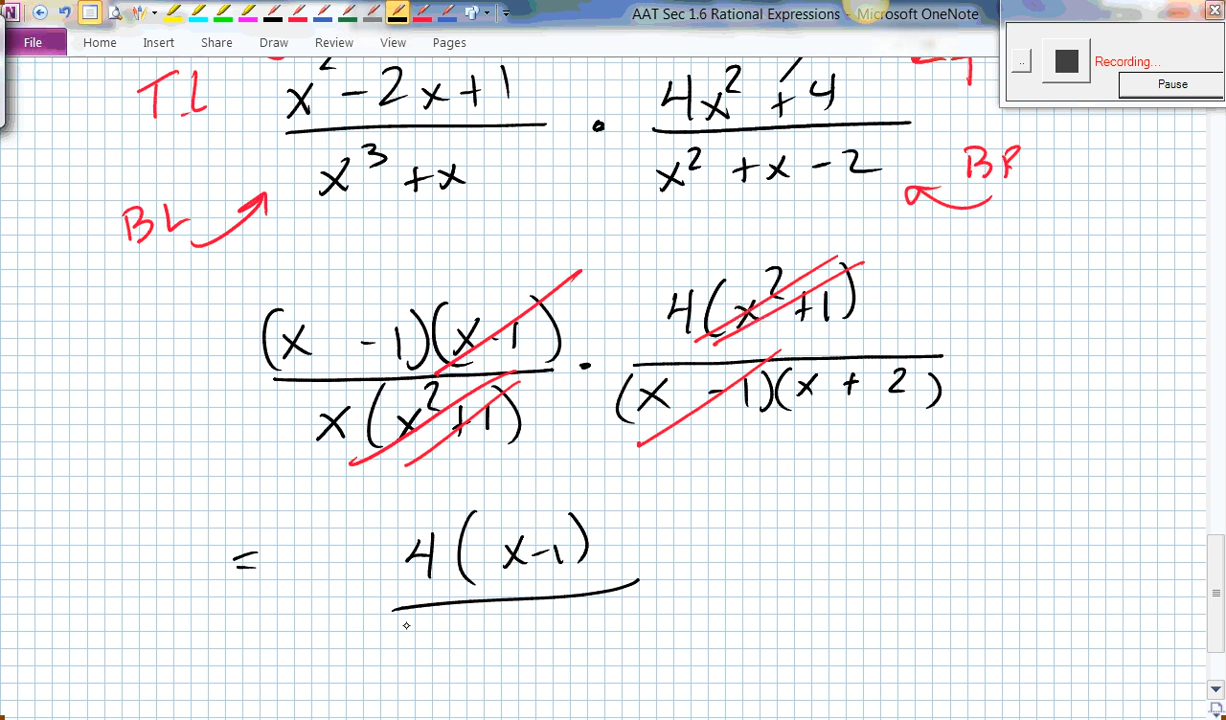 AAT Sec 1.6 Rational Expressions - Microsoft OneNote
File Home Insert Share Draw Review View Pages
Recording...
Pause
TL x² - 2x + 1 4x² + 4
x³ + x · x² + x - 2 BR
BL
(x - 1)(x - 1) 4(x² + 1)
x(x² + 1) · (x - 1)(x + 2)
= 4(x - 1)